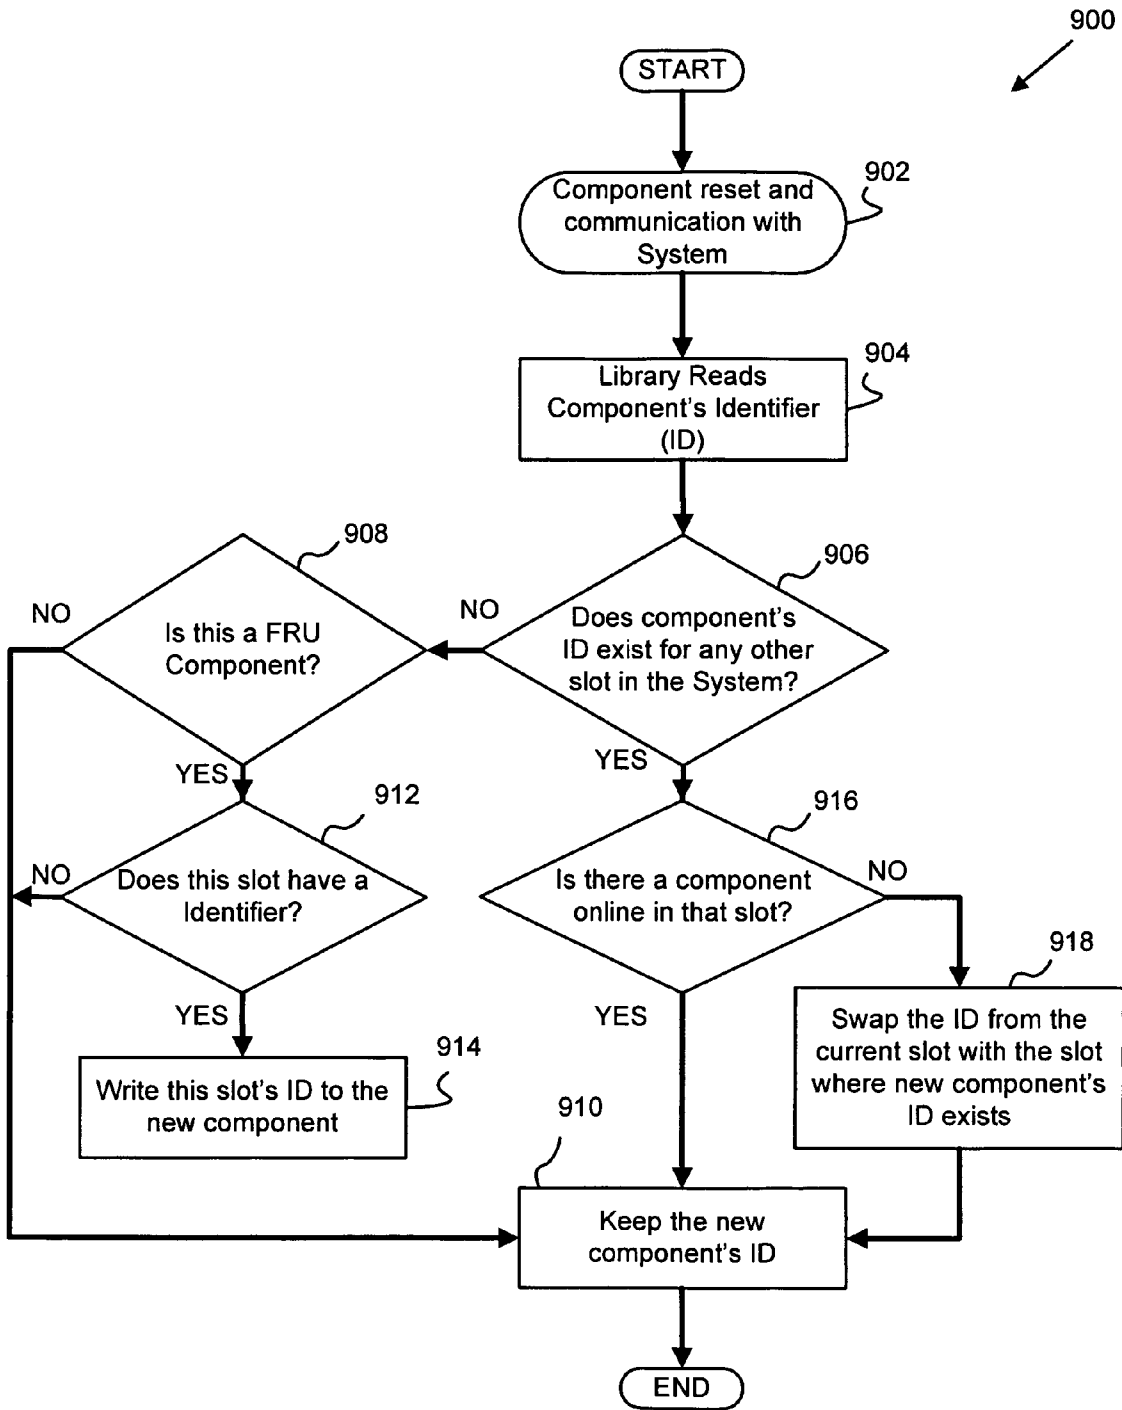 900
START
902
Component reset and
communication with
System
904
Library Reads
Component's Identifier
(ID)
908
906
NO
NO
Is this a FRU
Component?
Does component's
ID exist for any other
slot in the System?
YES
YES
912
916
NO
Does this slot have a
Identifier?
Is there a component
online in that slot?
NO
918
YES
YES
Swap the ID from the
current slot with the slot
where new component's
ID exists
914
Write this slot's ID to the
new component
910
Keep the new
component's ID
END